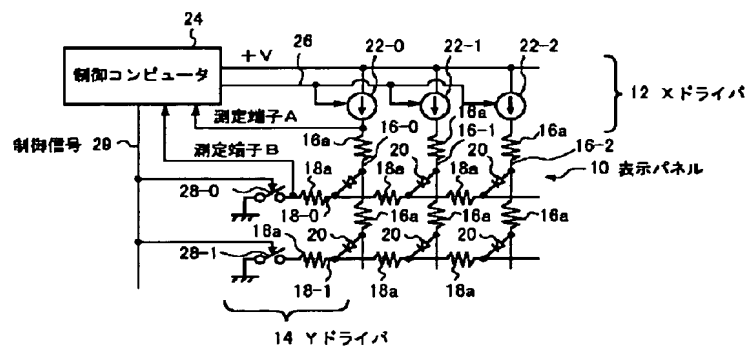 24
+V
26
22-0
22-1
22-2
制御コンピュータ
12 Xドライバ
測定端子A
16a
16-0
16a
16-1
16a
16-2
制御信号 29
測定端子B
18a
20
18a
20
18a
20
10 表示パネル
28-0
18-0
16a
16a
16a
18a
20
20
20
28-1
18-1
18a
18a
14 Yドライバ